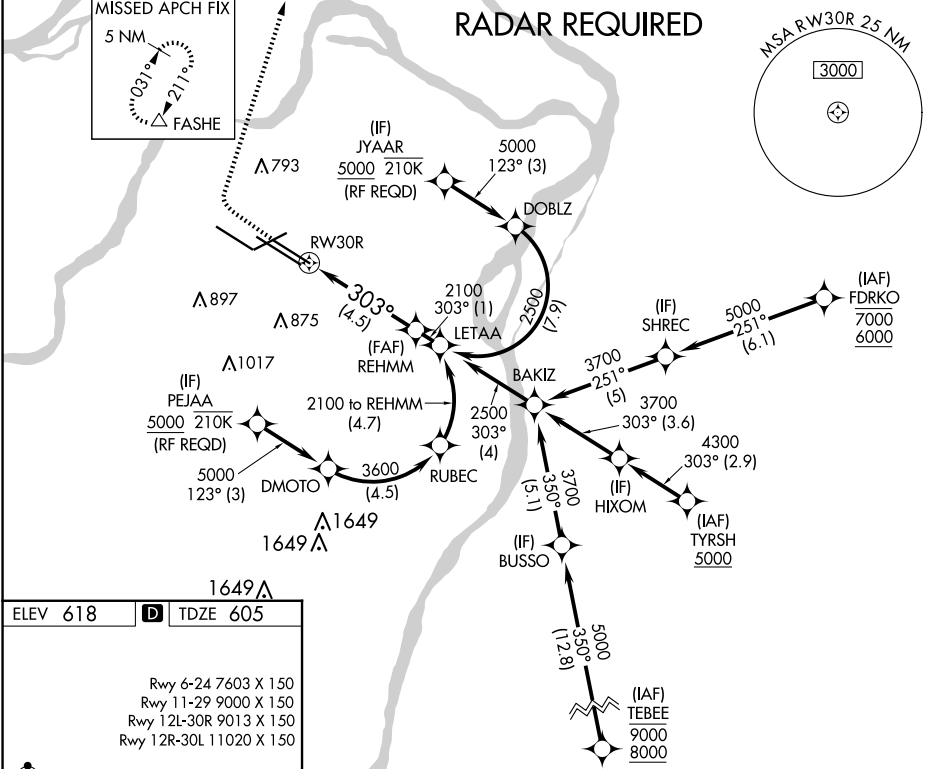 MISSED APCH FIX
5 NM
031°
211°
FASHE
RADAR REQUIRED
MSA RW30R 25 NM
3000
(IF)
JYAAR
5000 210K
(RF REQD)
5000
123° (3)
DOBLZ
793
RW30R
303°
(4.5)
2100
303° (1)
LETAA
2500
(7.9)
(FAF)
REHMM
897
875
1017
(IAF)
FDRKO
7000
6000
5000
251°
(6.1)
(IF)
SHREC
3700
251°
(5)
BAKIZ
(IF)
PEJAA
5000 210K
(RF REQD)
5000
123° (3)
DMOTO
3600
(4.5)
RUBEC
2100 to REHMM
(4.7)
2500
303°
(4)
3700
303° (3.6)
4300
303° (2.9)
(IF)
HIXOM
(IAF)
TYRSH
5000
3700
350°
(5.1)
(IF)
BUSSO
1649
1649
1649
5000
350°
(12.8)
(IAF)
TEBEE
9000
8000
ELEV 618 D TDZE 605
Rwy 6-24 7603 X 150
Rwy 11-29 9000 X 150
Rwy 12L-30R 9013 X 150
Rwy 12R-30L 11020 X 150